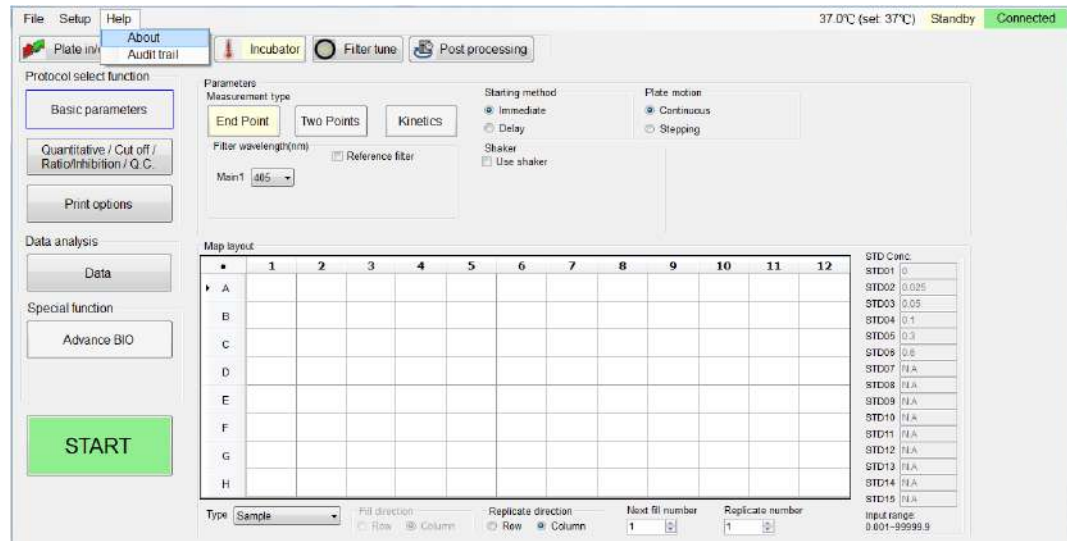 File Setup Help 37.0℃ (set: 37℃) Standby Connected
About
Audit trail
Plate in/ Incubator Filter tune Post processing
Protocol select function
Basic parameters
Quantitative / Cut off /
Ratio/Inhibition / Q.C.
Print options
Data analysis
Data
Special function
Advance BIO
START
Parameters
Measurement type
End Point Two Points Kinetics
Starting method
Immediate
Delay
Plate motion
Continuous
Stepping
Filter wavelength(nm)
Reference filter
Main1 405
Shaker
Use shaker
Map layout
1 2 3 4 5 6 7 8 9 10 11 12
A
B
C
D
E
F
G
H
STD Conc.
STD01 0
STD02 0.025
STD03 0.05
STD04 0.1
STD05 0.3
STD06 0.6
STD07 N.A
STD08 N.A
STD09 N.A
STD10 N.A
STD11 N.A
STD12 N.A
STD13 N.A
STD14 N.A
STD15 N.A
Input range:
0.001~99999.9
Type Sample
Fill direction
Row Column
Replicate direction
Row Column
Next fill number
1
Replicate number
1